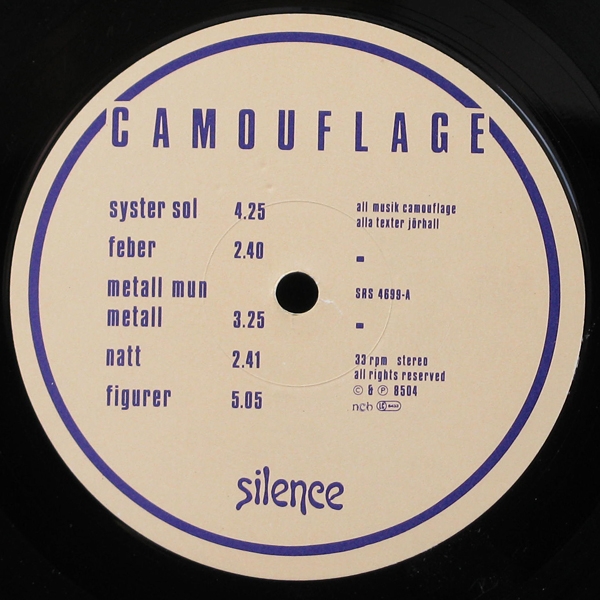 CAMOUFLAGE
syster sol 4.25
feber 2.40
metall mun
metall 3.25
natt 2.41
figurer 5.05
all musik camouflage
alla texter jörhall
SRS 4699-A
33 rpm stereo
all rights reserved
© & ℗ 8504
ncb
silence